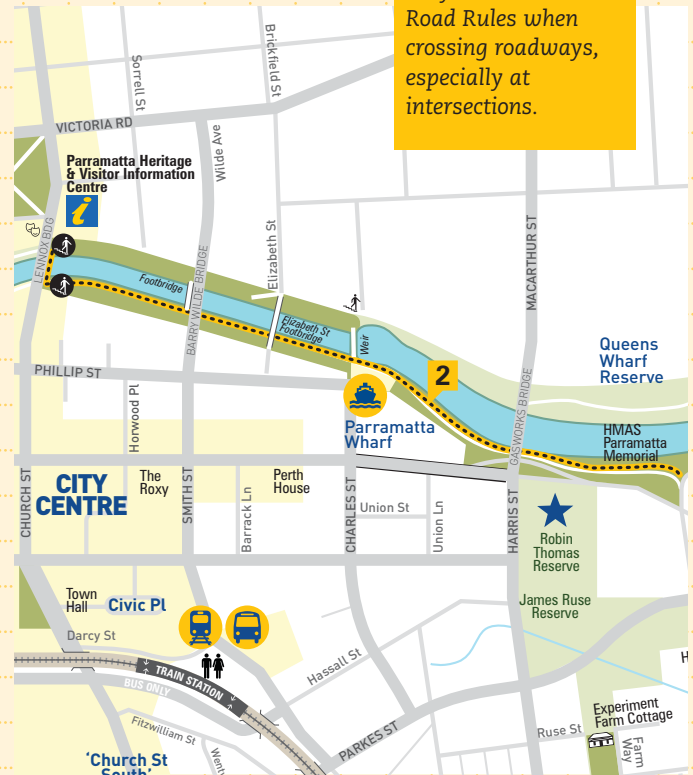 Road Rules when
crossing roadways,
especially at
intersections.
Sorrell St
Brickfield St
VICTORIA RD
Wilde Ave
Parramatta Heritage
& Visitor Information
Centre
i
LENNOX BDG
Elizabeth St
MACARTHUR ST
Footbridge
BARRY WILDE BRIDGE
Elizabeth St
Footbridge
Weir
2
Queens
Wharf
Reserve
PHILLIP ST
Horwood Pl
Parramatta
Wharf
GASWORKS BRIDGE
HMAS
Parramatta
Memorial
CHURCH ST
CITY
CENTRE
The
Roxy
SMITH ST
Barrack Ln
Perth
House
CHARLES ST
Union St
Union Ln
HARRIS ST
Robin
Thomas
Reserve
James Ruse
Reserve
Town
Hall
Civic Pl
Darcy St
TRAIN STATION
BUS ONLY
Hassall St
Fitzwilliam St
PARKES ST
Ruse St
Experiment
Farm Cottage
Farm
Way
H
'Church St
South'
Went